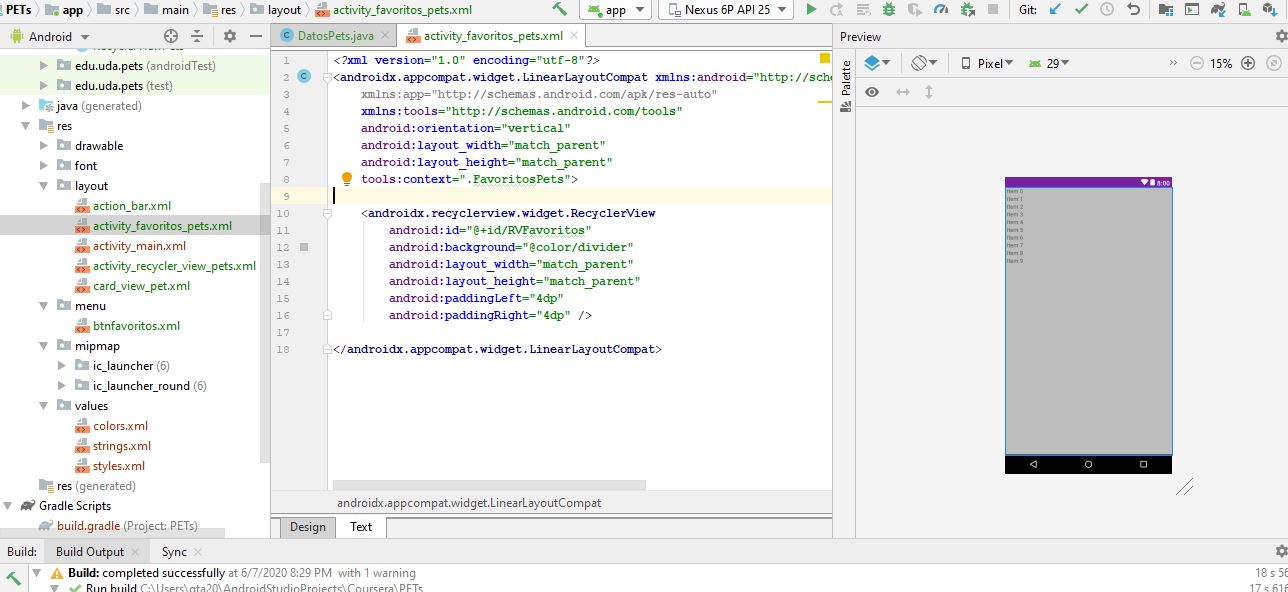 PETs app src main res layout activity_favoritos_pets.xml app Nexus 6P API 25 Git:
Android
DatosPets.java activity_favoritos_pets.xml
Preview
edu.uda.pets (androidTest)
edu.uda.pets (test)
java (generated)
res
drawable
font
layout
action_bar.xml
activity_favoritos_pets.xml
activity_main.xml
activity_recycler_view_pets.xml
card_view_pet.xml
menu
btnfavoritos.xml
mipmap
ic_launcher (6)
ic_launcher_round (6)
values
colors.xml
strings.xml
styles.xml
res (generated)
Gradle Scripts
build.gradle (Project: PETs)
1 <?xml version="1.0" encoding="utf-8"?>
2 <androidx.appcompat.widget.LinearLayoutCompat xmlns:android="http://sche
3 xmlns:app="http://schemas.android.com/apk/res-auto"
4 xmlns:tools="http://schemas.android.com/tools"
5 android:orientation="vertical"
6 android:layout_width="match_parent"
7 android:layout_height="match_parent"
8 tools:context=".FavoritosPets">
9
10 <androidx.recyclerview.widget.RecyclerView
11 android:id="@+id/RVFavoritos"
12 android:background="@color/divider"
13 android:layout_width="match_parent"
14 android:layout_height="match_parent"
15 android:paddingLeft="4dp"
16 android:paddingRight="4dp" />
17
18 </androidx.appcompat.widget.LinearLayoutCompat>
androidx.appcompat.widget.LinearLayoutCompat
Design Text
Palette
Pixel 29 » 15%
8:00
Item 0
Item 1
Item 2
Item 3
Item 4
Item 5
Item 6
Item 7
Item 8
Item 9
Build: Build Output Sync
Build: completed successfully at 6/7/2020 8:29 PM with 1 warning 18 s 56
Run build C:\Users\gta20\AndroidStudioProjects\Coursera\PETs 17 s 616